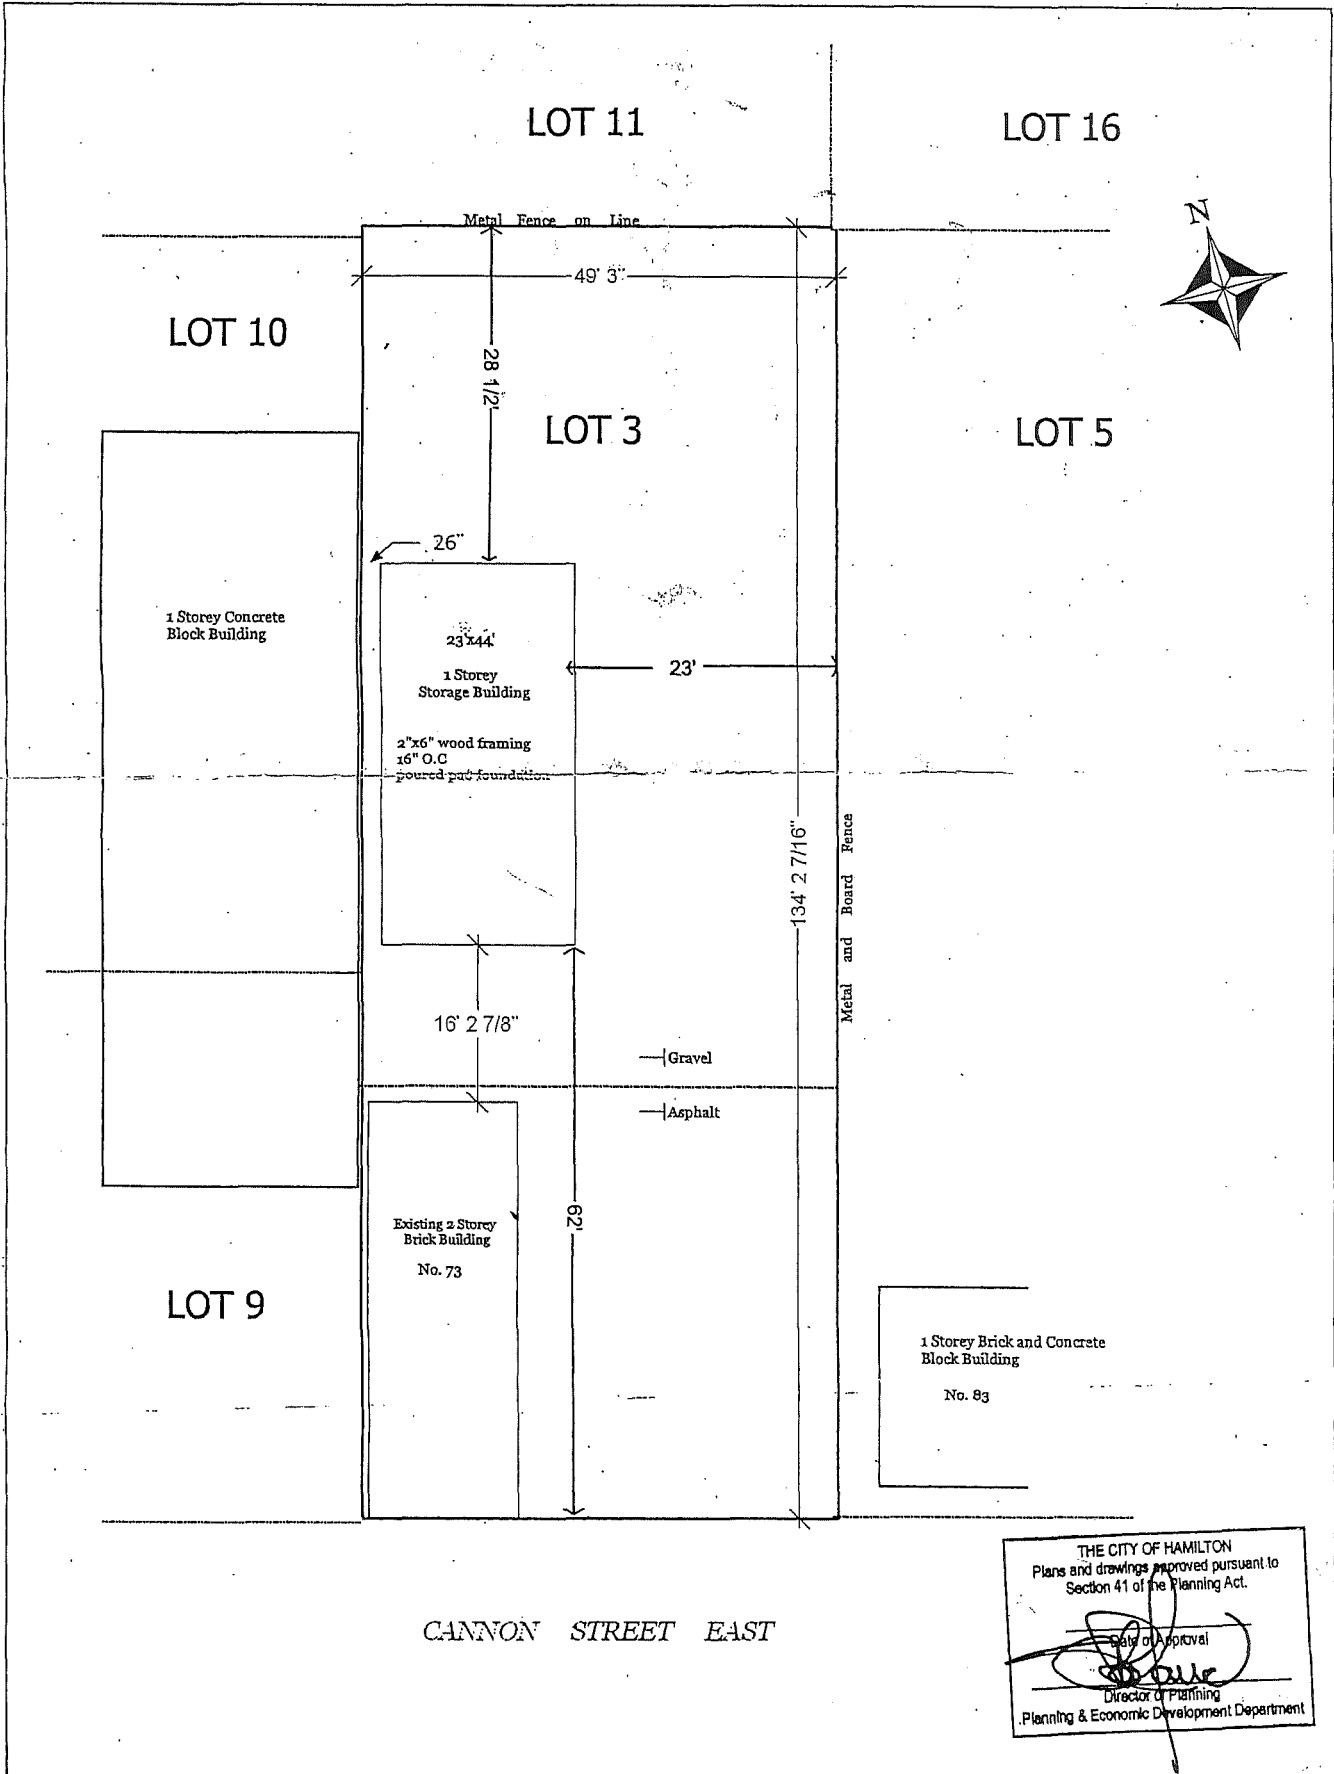 LOT 11
LOT 16
Metal Fence on Line
N
49' 3"
LOT 10
28 1/2'
LOT 3
LOT 5
26"
1 Storey Concrete
Block Building
23'x44'
1 Storey
Storage Building
23'
2"x6" wood framing
16" O.C
poured pad foundation
134' 2 7/16"
Metal and Board Fence
16' 2 7/8"
Gravel
Asphalt
62'
Existing 2 Storey
Brick Building
No. 73
LOT 9
1 Storey Brick and Concrete
Block Building
No. 83
CANNON STREET EAST
THE CITY OF HAMILTON
Plans and drawings approved pursuant to
Section 41 of the Planning Act.
Date of Approval
Director of Planning
Planning & Economic Development Department